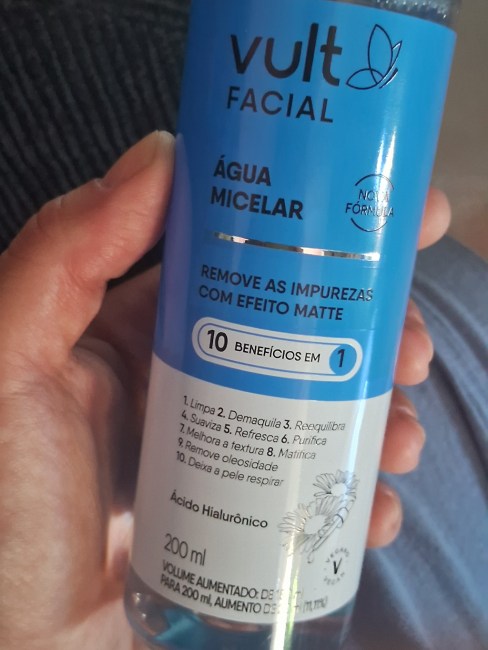 vult
FACIAL
ÁGUA
MICELAR
NOVA
FÓRMULA
REMOVE AS IMPUREZAS
COM EFEITO MATTE
10 BENEFÍCIOS EM 1
1. Limpa 2. Demaquila 3. Reequilibra
4. Suaviza 5. Refresca 6. Purifica
7. Melhora a textura 8. Matifica
9. Remove oleosidade
10. Deixa a pele respirar
Ácido Hialurônico
200 ml
VEGANO
VEGAN
VOLUME AUMENTADO: DE
PARA 200 ml, AUMENTO DE